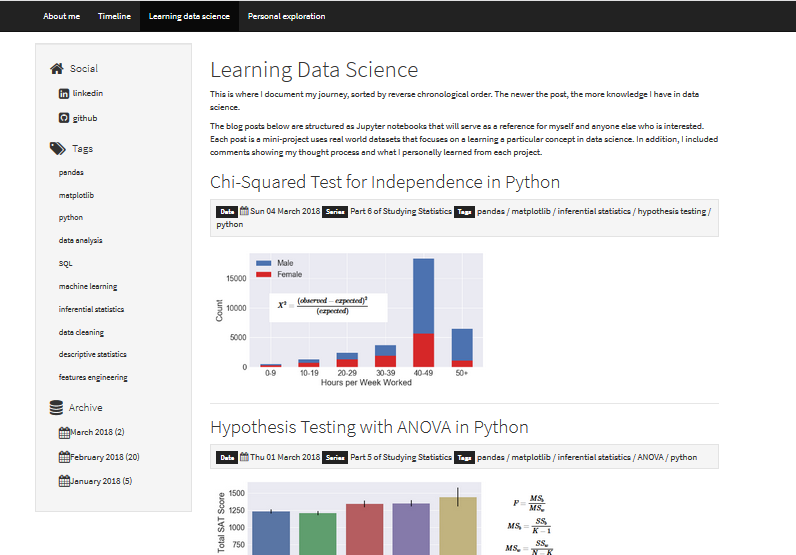 About me Timeline Learning data science Personal exploration
Social
linkedin
github
Tags
pandas
matplotlib
python
data analysis
SQL
machine learning
inferential statistics
data cleaning
descriptive statistics
features engineering
Archive
March 2018 (2)
February 2018 (20)
January 2018 (5)
Learning Data Science
This is where I document my journey, sorted by reverse chronological order. The newer the post, the more knowledge I have in data
science.
The blog posts below are structured as Jupyter notebooks that will serve as a reference for myself and anyone else who is interested.
Each post is a mini-project uses real world datasets that focuses on a learning a particular concept in data science. In addition, I included
comments showing my thought process and what I personally learned from each project.
Chi-Squared Test for Independence in Python
Date Sun 04 March 2018 Series Part 6 of Studying Statistics Tags pandas / matplotlib / inferential statistics / hypothesis testing /
python
Male
Female
X² = (observed − expected)² / (expected)
Count
15000
10000
5000
0
0-9 10-19 20-29 30-39 40-49 50+
Hours per Week Worked
Hypothesis Testing with ANOVA in Python
Date Thu 01 March 2018 Series Part 5 of Studying Statistics Tags pandas / matplotlib / inferential statistics / ANOVA / python
Total SAT Score
1500
1250
1000
750
F = MS_b / MS_w
MS_b = SS_b / K − 1
MS_w = SS_w / N − K